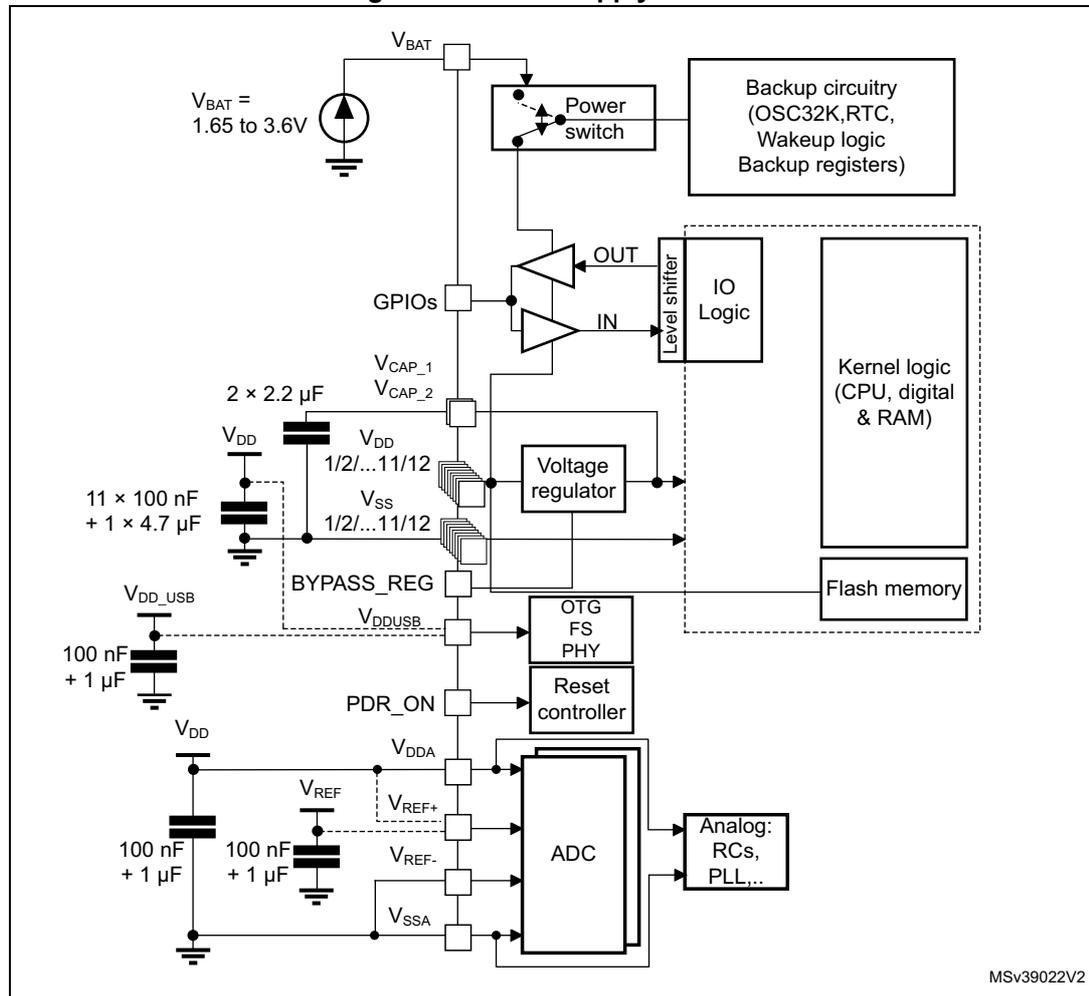 supply
VBAT
VBAT =
1.65 to 3.6V
Power
switch
Backup circuitry
(OSC32K,RTC,
Wakeup logic
Backup registers)
OUT
GPIOs
IN
Level shifter
IO
Logic
Kernel logic
(CPU, digital
& RAM)
VCAP_1
VCAP_2
2 × 2.2 µF
VDD
VDD
1/2/...11/12
Voltage
regulator
11 × 100 nF
+ 1 × 4.7 µF
VSS
1/2/...11/12
BYPASS_REG
Flash memory
VDD_USB
VDDUSB
OTG
FS
PHY
100 nF
+ 1 µF
PDR_ON
Reset
controller
VDD
VDDA
VREF
VREF+
100 nF
+ 1 µF
100 nF
+ 1 µF
VREF-
ADC
Analog:
RCs,
PLL,..
VSSA
MSv39022V2